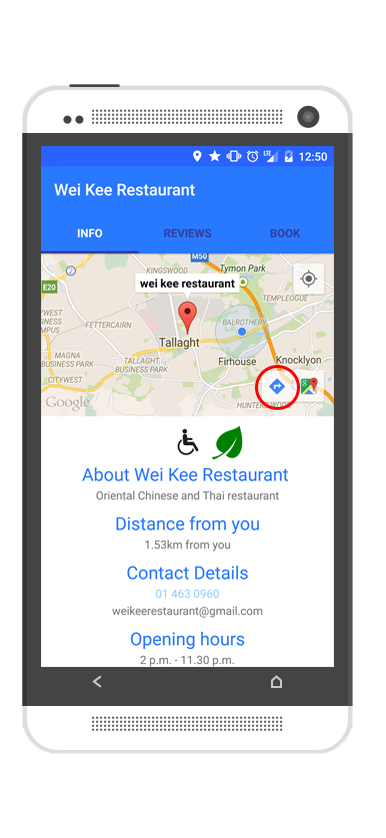 LTE 12:50
Wei Kee Restaurant
INFO REVIEWS BOOK
M50
KINGSWOOD Tymon Park
wei kee restaurant
E20
TEMPLEOGUE
FETTERCAIRN BALROTHERY
Tallaght
MAGNA
BUSINESS PARK
TALLAGHT
BUSINESS PARK
Firhouse Knocklyon
CITYWEST
Google
About Wei Kee Restaurant
Oriental Chinese and Thai restaurant
Distance from you
1.53km from you
Contact Details
01 463 0960
weikeerestaurant@gmail.com
Opening hours
2 p.m. - 11.30 p.m.